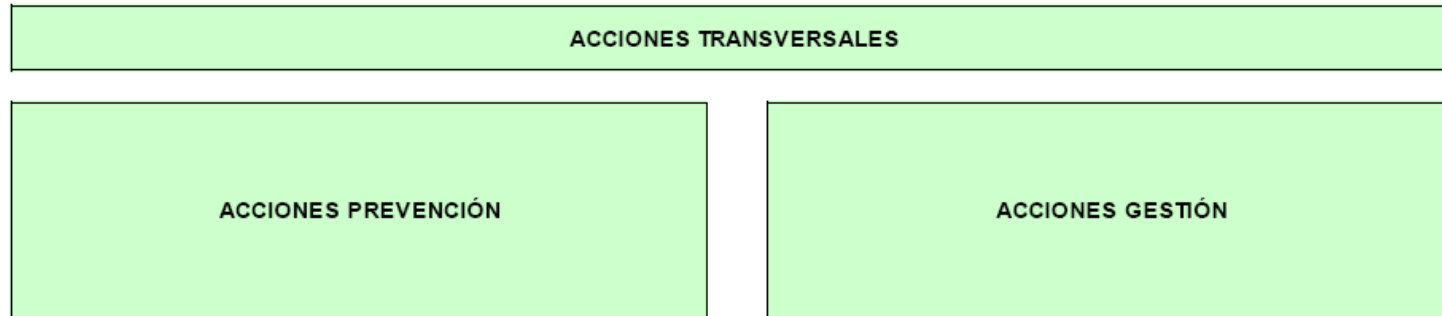 ACCIONES TRANSVERSALES
ACCIONES PREVENCIÓN
ACCIONES GESTIÓN